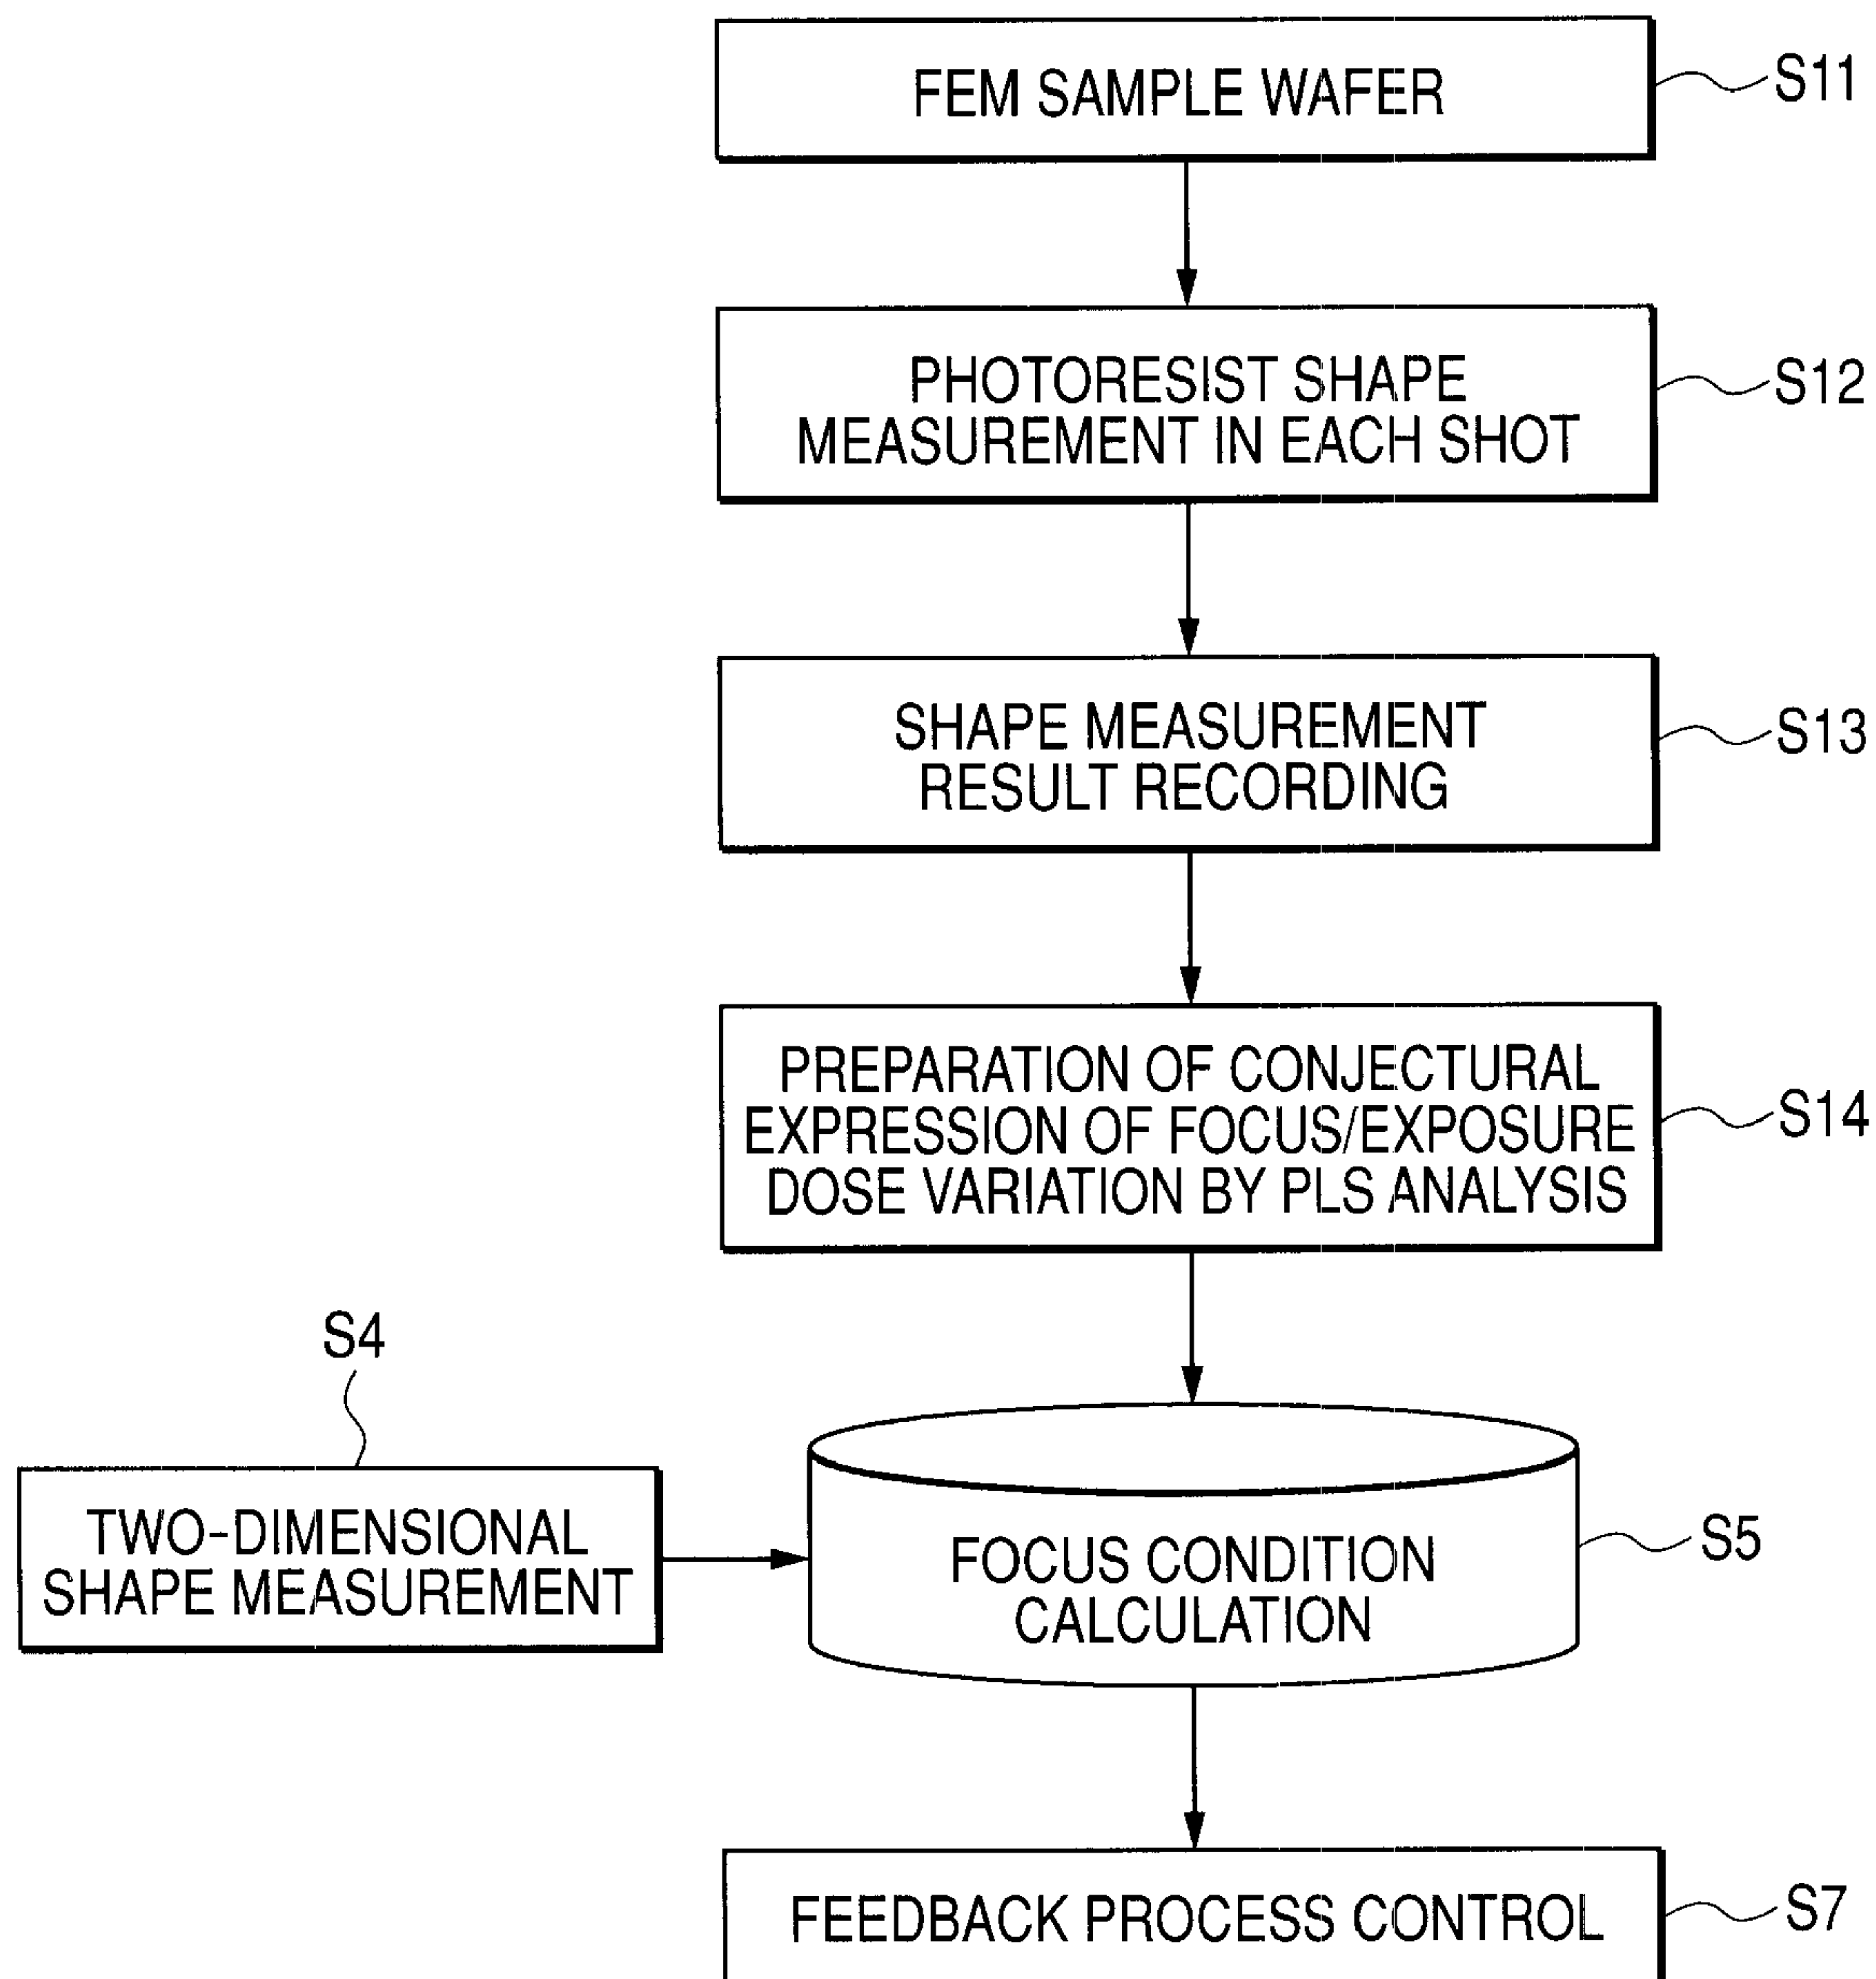 FEM SAMPLE WAFER
S11
PHOTORESIST SHAPE
MEASUREMENT IN EACH SHOT
S12
SHAPE MEASUREMENT
RESULT RECORDING
S13
PREPARATION OF CONJECTURAL
EXPRESSION OF FOCUS/EXPOSURE
DOSE VARIATION BY PLS ANALYSIS
S14
S4
TWO-DIMENSIONAL
SHAPE MEASUREMENT
FOCUS CONDITION
CALCULATION
S5
FEEDBACK PROCESS CONTROL
S7